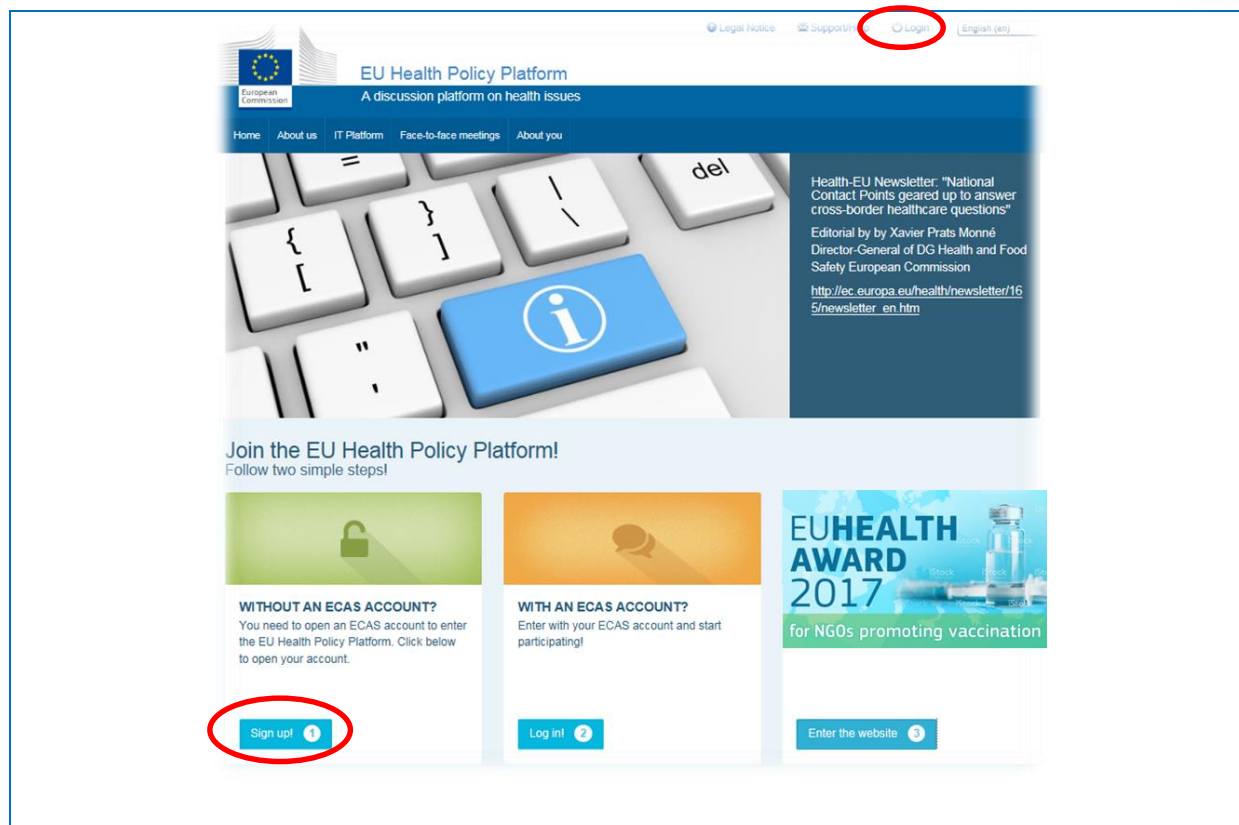 Legal Notice Support/Help Login English (en)
European
Commission
EU Health Policy Platform
A discussion platform on health issues
Home About us IT Platform Face-to-face meetings About you
=
del
}
]
|
\
{
[
"
,
i
Health-EU Newsletter: "National
Contact Points geared up to answer
cross-border healthcare questions"
Editorial by by Xavier Prats Monné
Director-General of DG Health and Food
Safety European Commission
http://ec.europa.eu/health/newsletter/16
5/newsletter_en.htm
Join the EU Health Policy Platform!
Follow two simple steps!
WITHOUT AN ECAS ACCOUNT?
You need to open an ECAS account to enter
the EU Health Policy Platform. Click below
to open your account.
Sign up! 1
WITH AN ECAS ACCOUNT?
Enter with your ECAS account and start
participating!
Log in! 2
EUHEALTH
AWARD
2017
iStock
for NGOs promoting vaccination
Enter the website 3